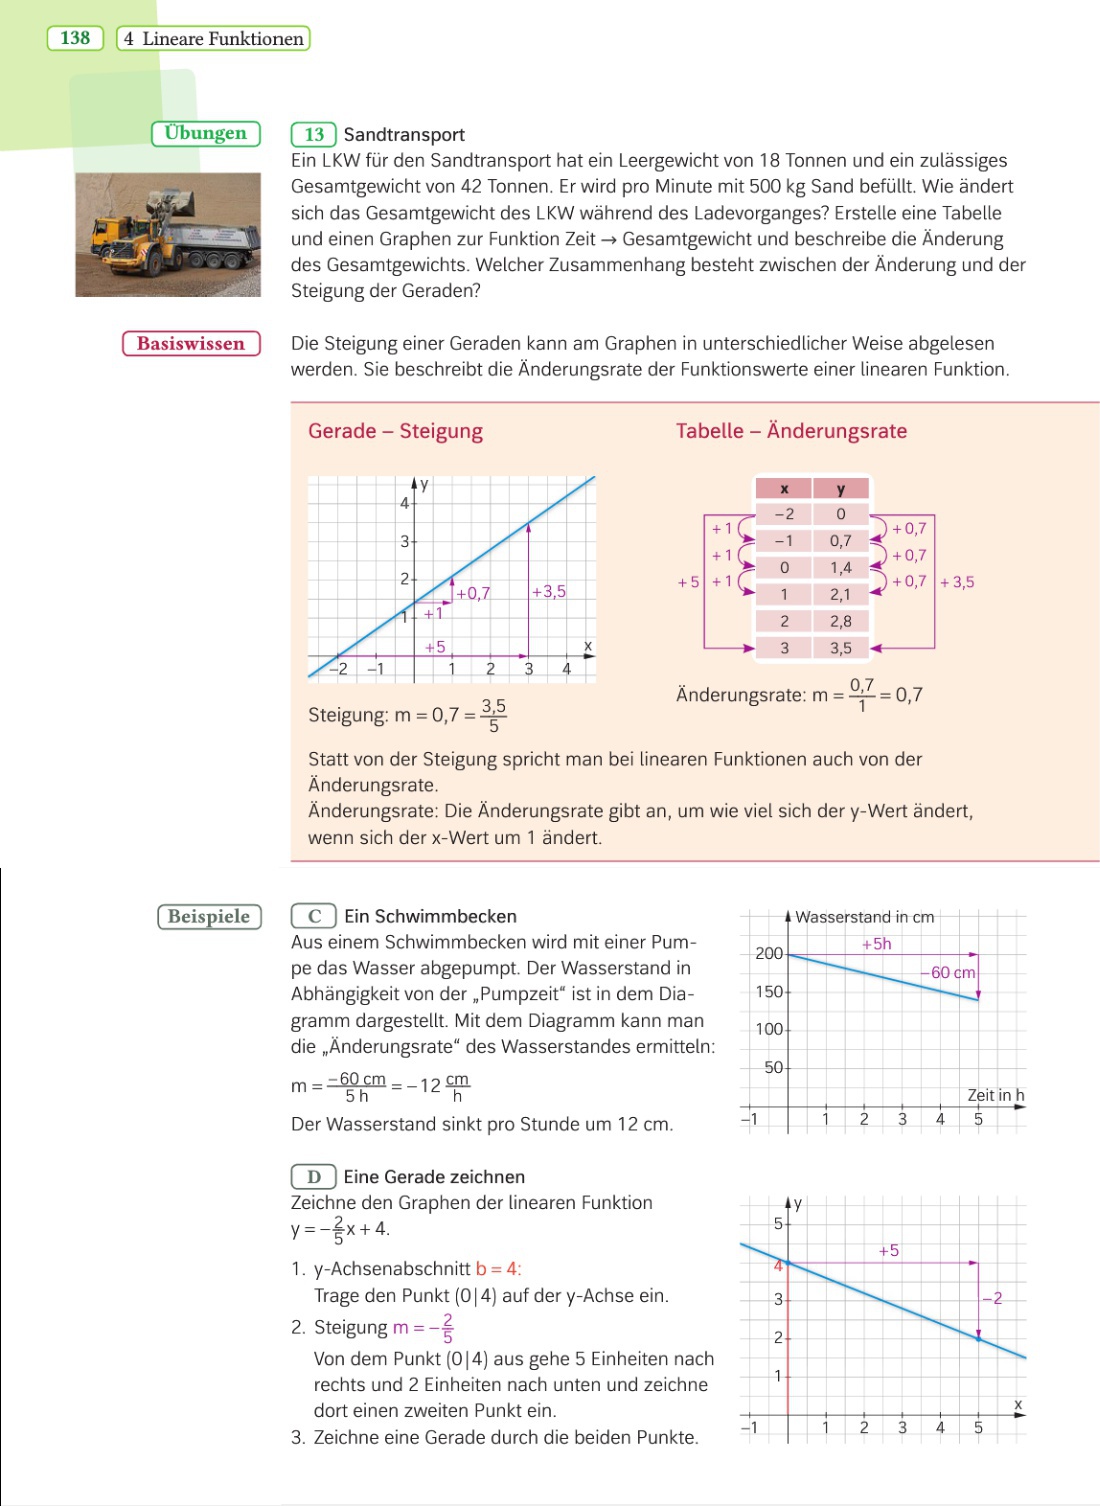 138
4 Lineare Funktionen
Übungen
13 Sandtransport
Ein LKW für den Sandtransport hat ein Leergewicht von 18 Tonnen und ein zulässiges
Gesamtgewicht von 42 Tonnen. Er wird pro Minute mit 500 kg Sand befüllt. Wie ändert
sich das Gesamtgewicht des LKW während des Ladevorganges? Erstelle eine Tabelle
und einen Graphen zur Funktion Zeit → Gesamtgewicht und beschreibe die Änderung
des Gesamtgewichts. Welcher Zusammenhang besteht zwischen der Änderung und der
Steigung der Geraden?
Basiswissen
Die Steigung einer Geraden kann am Graphen in unterschiedlicher Weise abgelesen
werden. Sie beschreibt die Änderungsrate der Funktionswerte einer linearen Funktion.
Gerade – Steigung
y
4
3
2
1
+0,7
+3,5
+1
+5
x
−2 −1 1 2 3 4
Steigung: m = 0,7 = 3,5/5
Tabelle – Änderungsrate
x y
−2 0
−1 0,7
0 1,4
1 2,1
2 2,8
3 3,5
+1 +0,7
+1 +0,7
+5 +1 +0,7 +3,5
Änderungsrate: m = 0,7/1 = 0,7
Statt von der Steigung spricht man bei linearen Funktionen auch von der
Änderungsrate.
Änderungsrate: Die Änderungsrate gibt an, um wie viel sich der y-Wert ändert,
wenn sich der x-Wert um 1 ändert.
Beispiele
C Ein Schwimmbecken
Aus einem Schwimmbecken wird mit einer Pum-
pe das Wasser abgepumpt. Der Wasserstand in
Abhängigkeit von der „Pumpzeit“ ist in dem Dia-
gramm dargestellt. Mit dem Diagramm kann man
die „Änderungsrate“ des Wasserstandes ermitteln:
m = −60 cm/5 h = −12 cm/h
Der Wasserstand sinkt pro Stunde um 12 cm.
Wasserstand in cm
+5h
200
−60 cm
150
100
50
Zeit in h
−1 1 2 3 4 5
D Eine Gerade zeichnen
Zeichne den Graphen der linearen Funktion
y = −2/5x + 4.
1. y-Achsenabschnitt b = 4:
Trage den Punkt (0|4) auf der y-Achse ein.
2. Steigung m = −2/5
Von dem Punkt (0|4) aus gehe 5 Einheiten nach
rechts und 2 Einheiten nach unten und zeichne
dort einen zweiten Punkt ein.
3. Zeichne eine Gerade durch die beiden Punkte.
y
5
+5
4
3
−2
2
1
x
−1 1 2 3 4 5